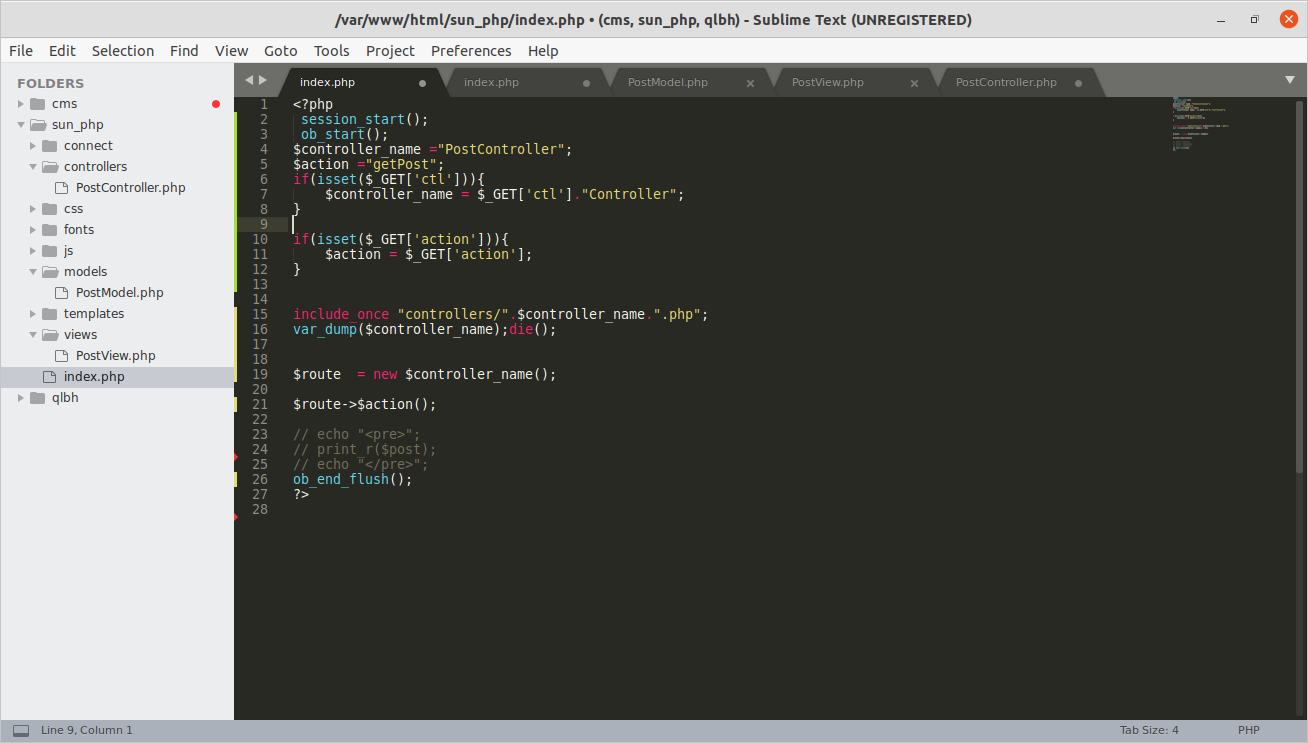 /var/www/html/sun_php/index.php • (cms, sun_php, qlbh) - Sublime Text (UNREGISTERED)
File Edit Selection Find View Goto Tools Project Preferences Help
FOLDERS
cms
sun_php
connect
controllers
PostController.php
css
fonts
js
models
PostModel.php
templates
views
PostView.php
index.php
qlbh
index.php index.php PostModel.php PostView.php PostController.php
1 <?php
2 session_start();
3 ob_start();
4 $controller_name ="PostController";
5 $action ="getPost";
6 if(isset($_GET['ctl'])){
7 $controller_name = $_GET['ctl']."Controller";
8 }
9
10 if(isset($_GET['action'])){
11 $action = $_GET['action'];
12 }
13
14
15 include_once "controllers/".$controller_name.".php";
16 var_dump($controller_name);die();
17
18
19 $route  = new $controller_name();
20
21 $route->$action();
22
23 // echo "<pre>";
24 // print_r($post);
25 // echo "</pre>";
26 ob_end_flush();
27 ?>
28
Line 9, Column 1 Tab Size: 4 PHP